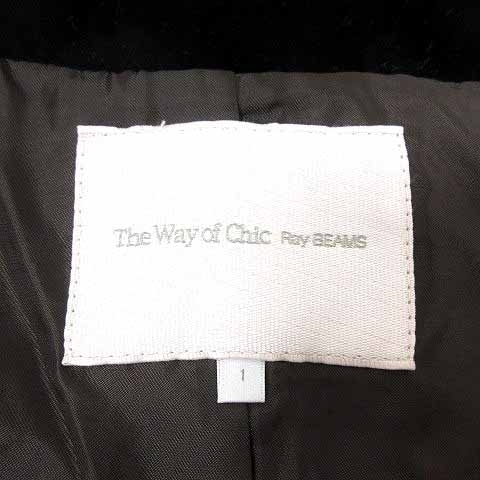 The Way of Chic Ray BEAMS
1